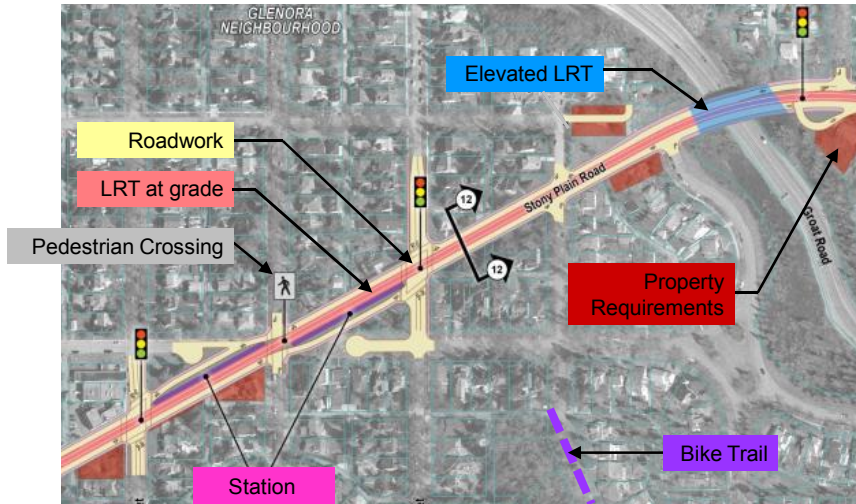 GLENORA
NEIGHBOURHOOD
Elevated LRT
Roadwork
LRT at grade
Stony Plain Road
12
Pedestrian Crossing
12
Groat Road
Property
Requirements
Bike Trail
Station